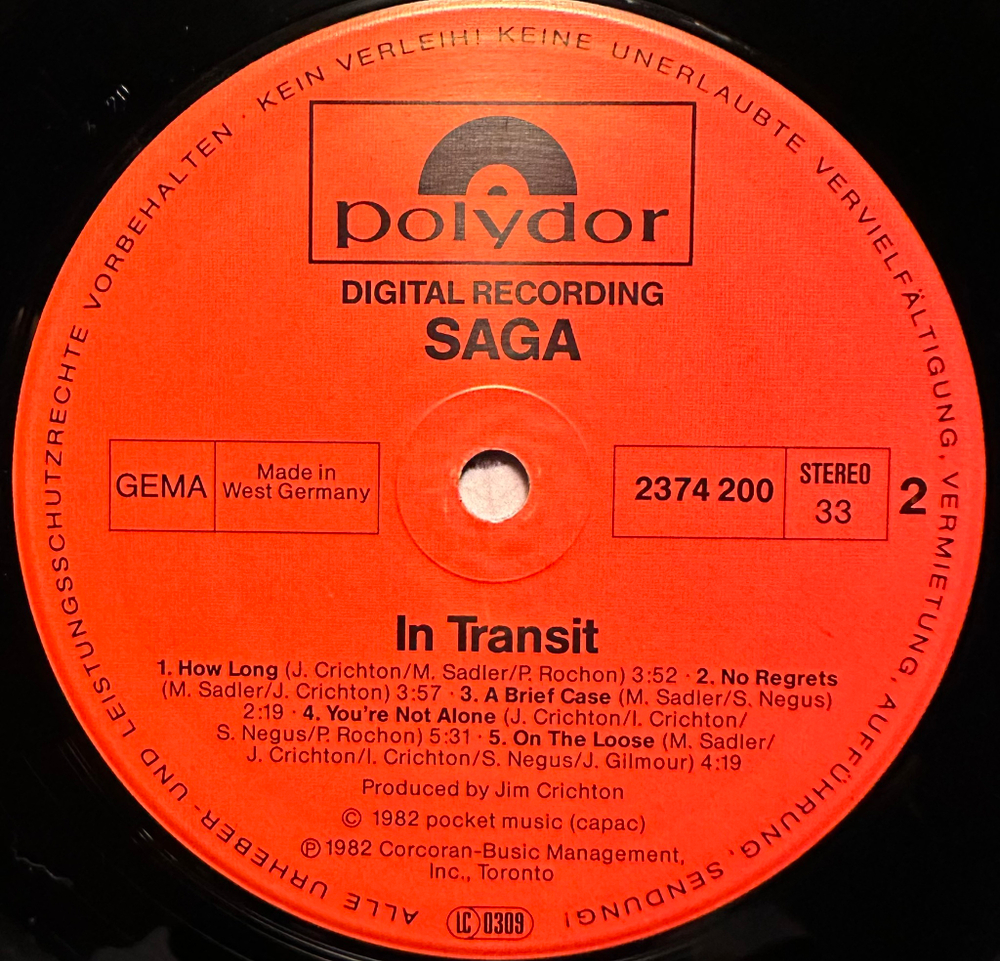 ALLE URHEBER- UND LEISTUNGSSCHUTZRECHTE VORBEHALTEN · KEIN VERLEIH! KEINE UNERLAUBTE VERVIELFÄLTIGUNG, VERMIETUNG, AUFFÜHRUNG, SENDUNG!
polydor
DIGITAL RECORDING
SAGA
GEMA
Made in
West Germany
2374 200
STEREO
33
2
In Transit
1. How Long (J. Crichton/M. Sadler/P. Rochon) 3:52 · 2. No Regrets
(M. Sadler/J. Crichton) 3:57 · 3. A Brief Case (M. Sadler/S. Negus)
2:19 · 4. You're Not Alone (J. Crichton/I. Crichton/
S. Negus/P. Rochon) 5:31 · 5. On The Loose (M. Sadler/
J. Crichton/I. Crichton/S. Negus/J. Gilmour) 4:19
Produced by Jim Crichton
© 1982 pocket music (capac)
℗ 1982 Corcoran-Busic Management,
Inc., Toronto
LC 0309